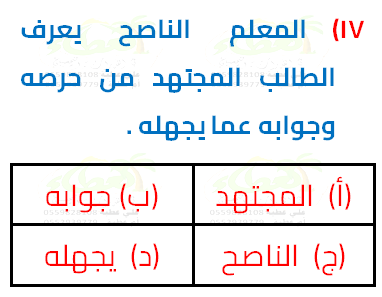 ١٧) المعلم الناصح يعرف
الطالب المجتهد من حرصه
وجوابه عما يجهله .
(أ) المجتهد (ب) جوابه
(ج) الناصح (د) يجهله